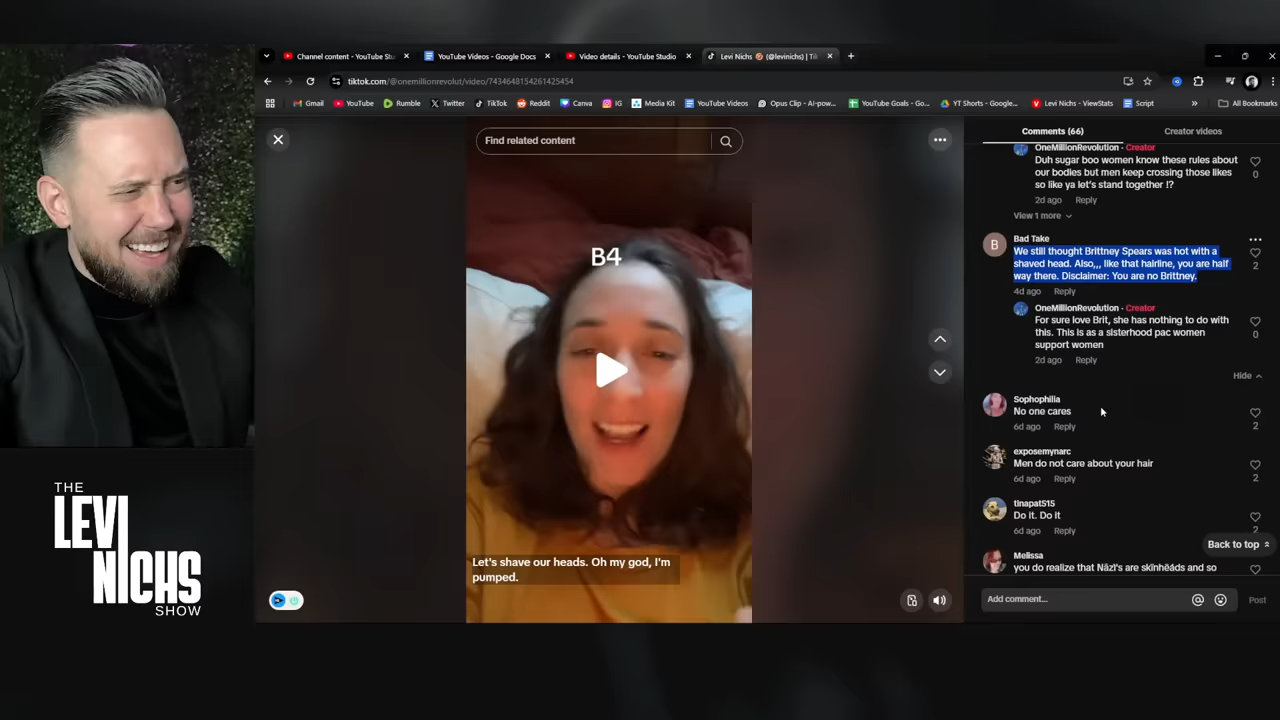 Channel content - YouTube Stu
YouTube Videos - Google Docs
Video details - YouTube Studio
Levi Nichs 🍪 (@levinichs) | Tik
tiktok.com/@onemillionrevolut/video/7434648154261425454
Gmail
YouTube
Rumble
Twitter
TikTok
Reddit
Canva
IG
Media Kit
YouTube Videos
Opus Clip - AI-pow...
YouTube Goals - Go...
YT Shorts - Google...
Levi Nichs - ViewStats
Script
All Bookmarks
Find related content
B4
Let's shave our heads. Oh my god, I'm
pumped.
Comments (66)
Creator videos
OneMillionRevolution · Creator
Duh sugar boo women know these rules about
our bodies but men keep crossing those likes
so like ya let's stand together !?
0
2d ago Reply
View 1 more
B
Bad Take
We still thought Brittney Spears was hot with a
shaved head. Also,,, like that hairline, you are half
way there. Disclaimer: You are no Brittney.
2
4d ago Reply
OneMillionRevolution · Creator
For sure love Brit, she has nothing to do with
this. This is as a sisterhood pac women
support women
0
2d ago Reply
Hide
Sophophilia
No one cares
2
6d ago Reply
exposemynarc
Men do not care about your hair
2
6d ago Reply
tinapat515
Do it. Do it
2
6d ago Reply
Back to top
Melissa
you do realize that Näzl's are skïnhëáds and so
Add comment...
Post
THE
LEVI
NICHS
SHOW